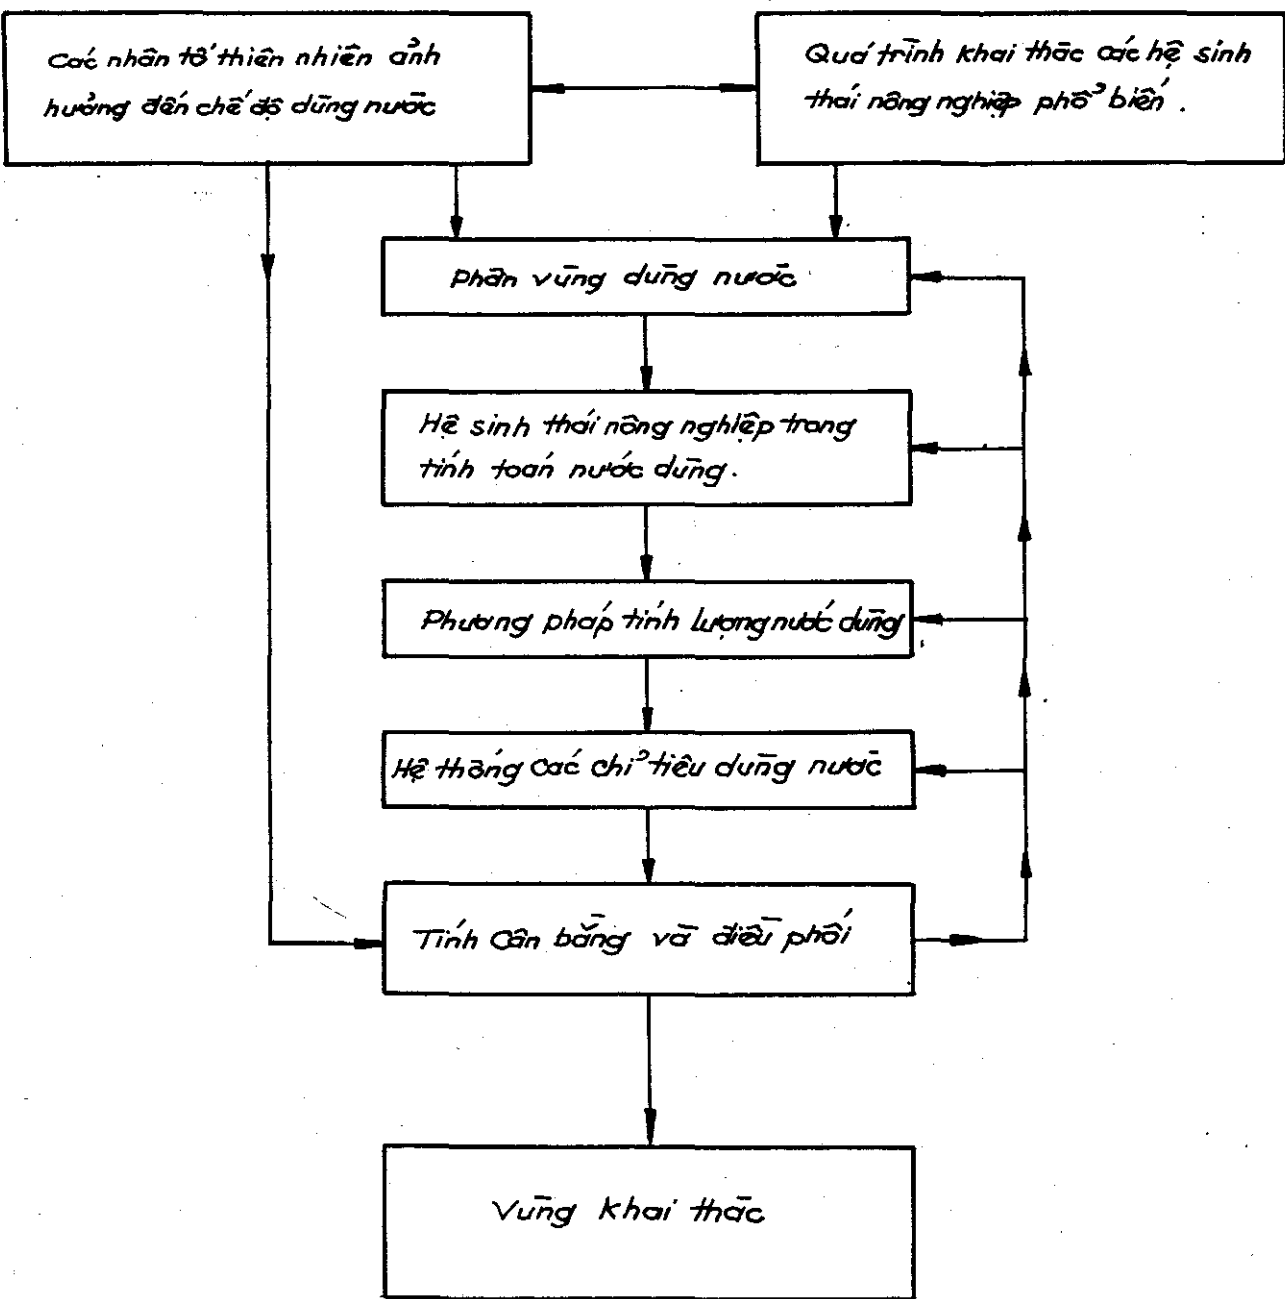 Các nhân tố thiên nhiên ảnh
hưởng đến chế độ dùng nước
Quá trình khai thác các hệ sinh
thái nông nghiệp phổ biến .
Phân vùng dùng nước
Hệ sinh thái nông nghiệp trong
tính toán nước dùng .
Phương pháp tính lượng nước dùng
Hệ thống các chỉ tiêu dùng nước
Tính Cân bằng và điều phối
Vùng khai thác